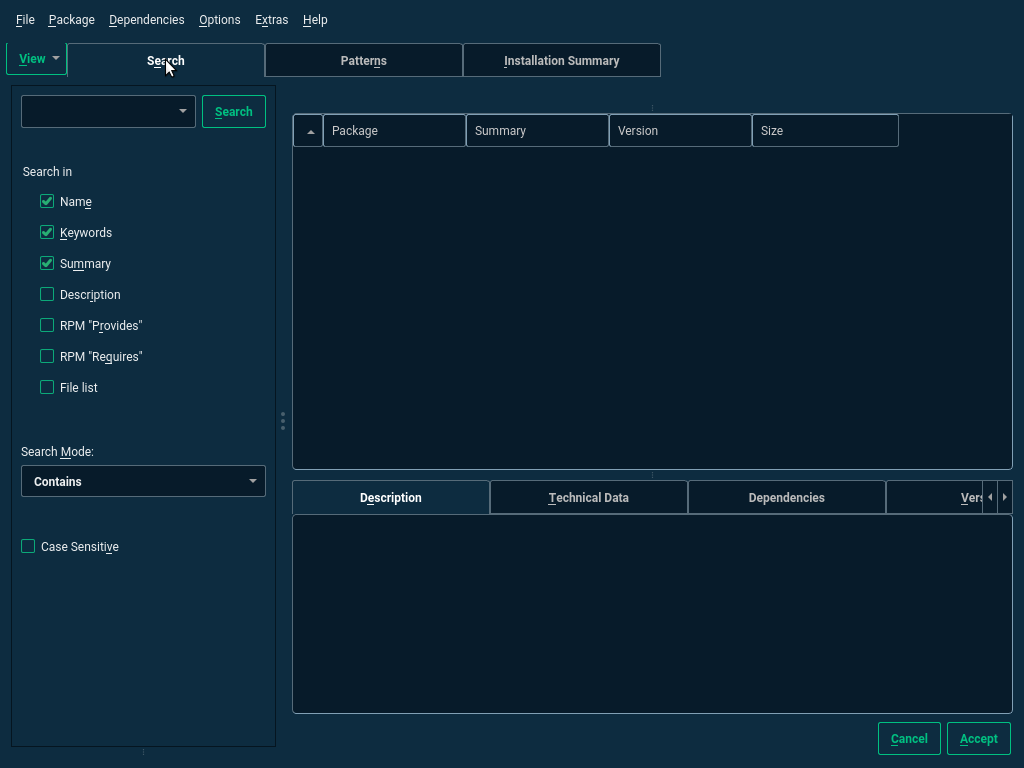 File Package Dependencies Options Extras Help
View Search Patterns Installation Summary
Search
Package Summary Version Size
Search in
Name
Keywords
Summary
Description
RPM "Provides"
RPM "Requires"
File list
Search Mode:
Contains
Description Technical Data Dependencies
Case Sensitive
Cancel Accept